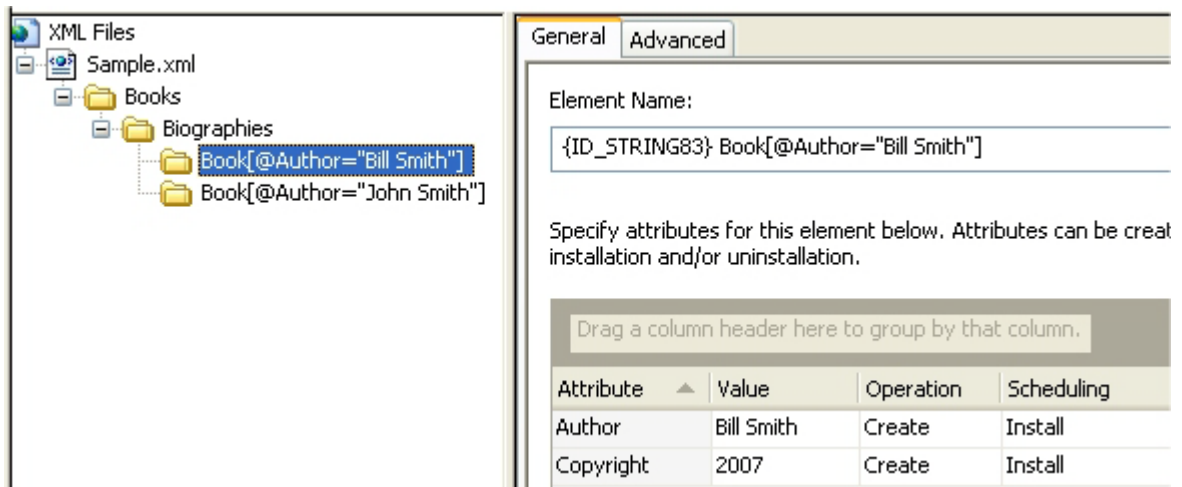 XML Files
Sample.xml
Books
Biographies
Book[@Author="Bill Smith"]
Book[@Author="John Smith"]
General Advanced
Element Name:
{ID_STRING83} Book[@Author="Bill Smith"]
Specify attributes for this element below. Attributes can be creat
installation and/or uninstallation.
Drag a column header here to group by that column.
Attribute Value Operation Scheduling
Author Bill Smith Create Install
Copyright 2007 Create Install